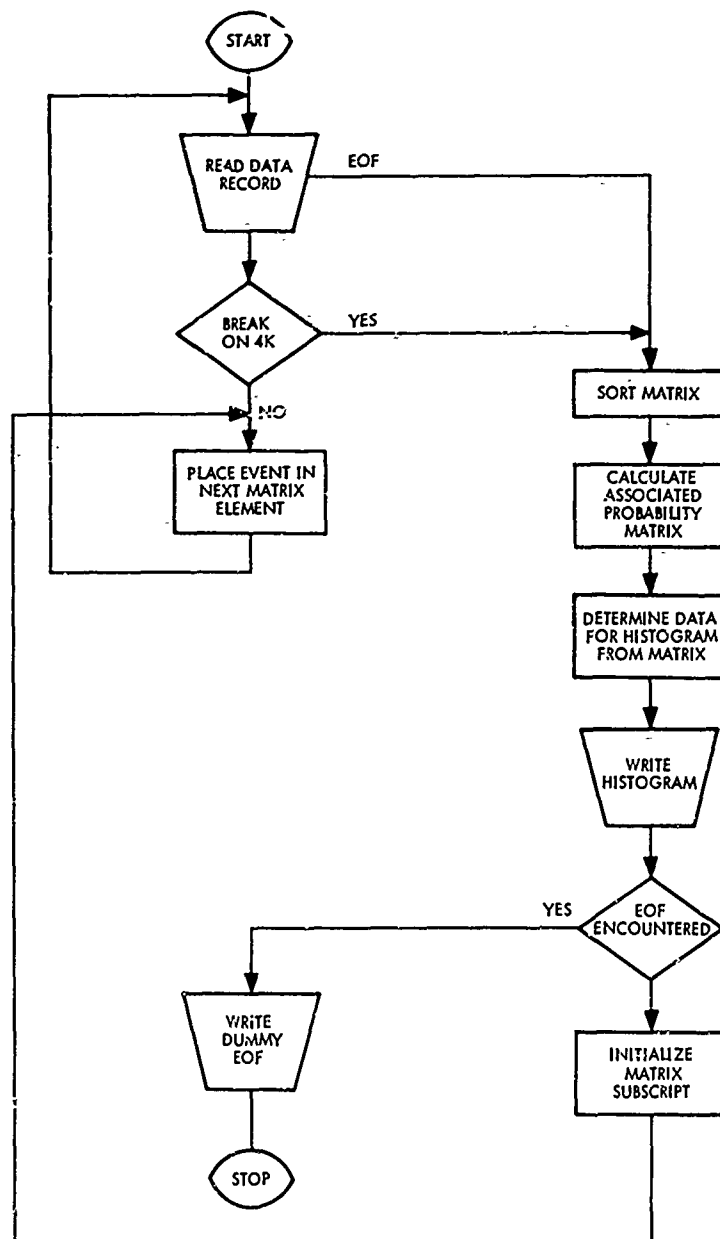 START
READ DATA
RECORD
EOF
BREAK
ON 4K
YES
NO
PLACE EVENT IN
NEXT MATRIX
ELEMENT
SORT MATRIX
CALCULATE
ASSOCIATED
PROBABILITY
MATRIX
DETERMINE DATA
FOR HISTOGRAM
FROM MATRIX
WRITE
HISTOGRAM
EOF
ENCOUNTERED
YES
WRITE
DUMMY
EOF
INITIALIZE
MATRIX
SUBSCRIPT
STOP